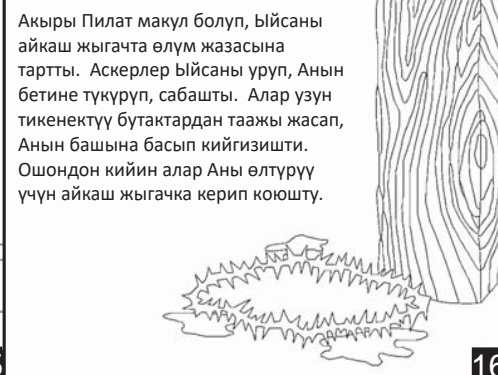 Акыры Пилат макул болуп, Ыйсаны
айкаш жыгачта өлүм жазасына
тартты. Аскерлер Ыйсаны уруп, Анын
бетине түкүрүп, сабашты. Алар узун
тикенектүү бутактардан таажы жасап,
Анын башына басып кийгизишти.
Ошондон кийин алар Аны өлтүрүү
үчүн айкаш жыгачка керип коюшту.
16